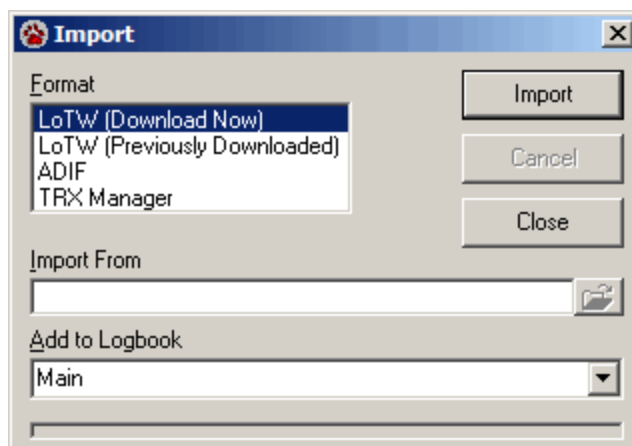 Import
Format
LoTW (Download Now)
LoTW (Previously Downloaded)
ADIF
TRX Manager
Import
Cancel
Close
Import From
Add to Logbook
Main